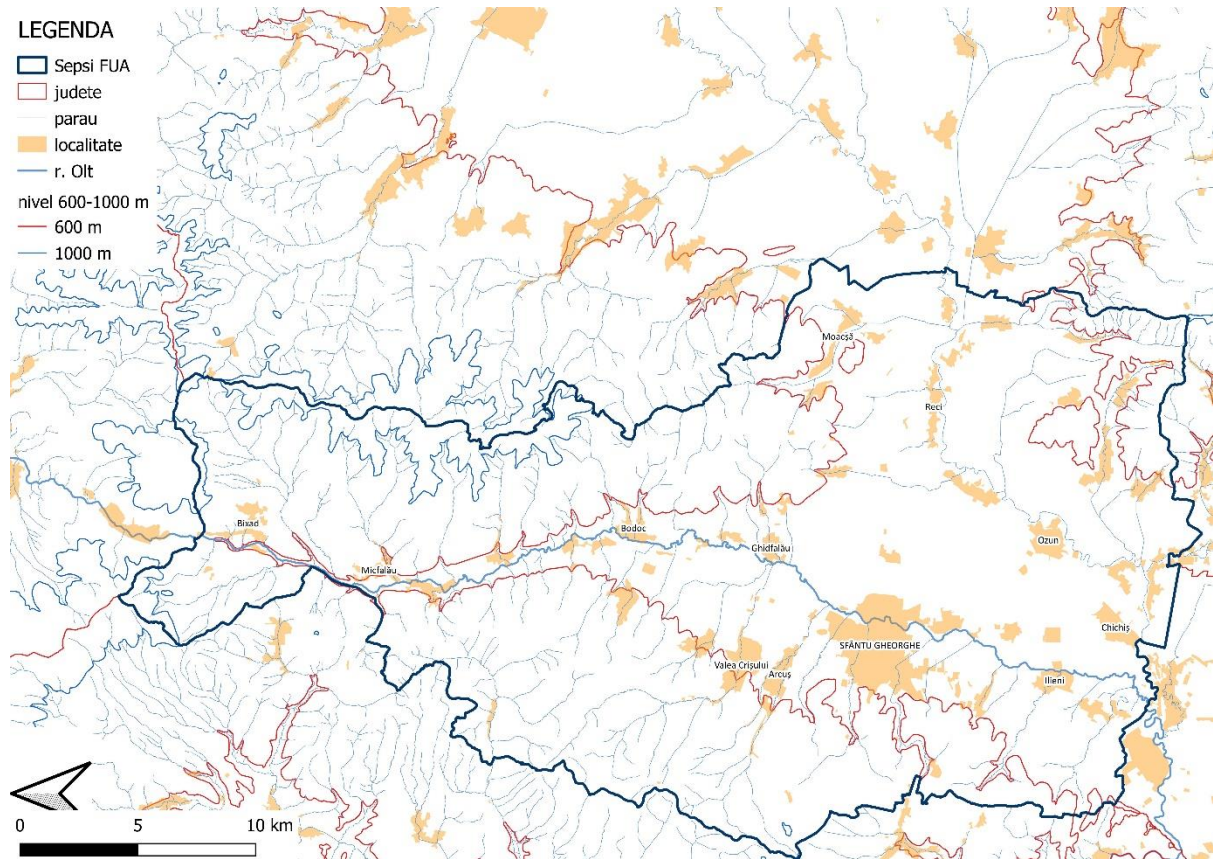 LEGENDA
Sepsi FUA
judete
parau
localitate
r. Olt
nivel 600-1000 m
600 m
1000 m
Moacșă
Reci
Bixad
Bodoc
Ozun
Ghidfalău
Micfalău
Chichiș
SFÂNTU GHEORGHE
Valea Crișului
Arcuș
Ilieni
0 5 10 km